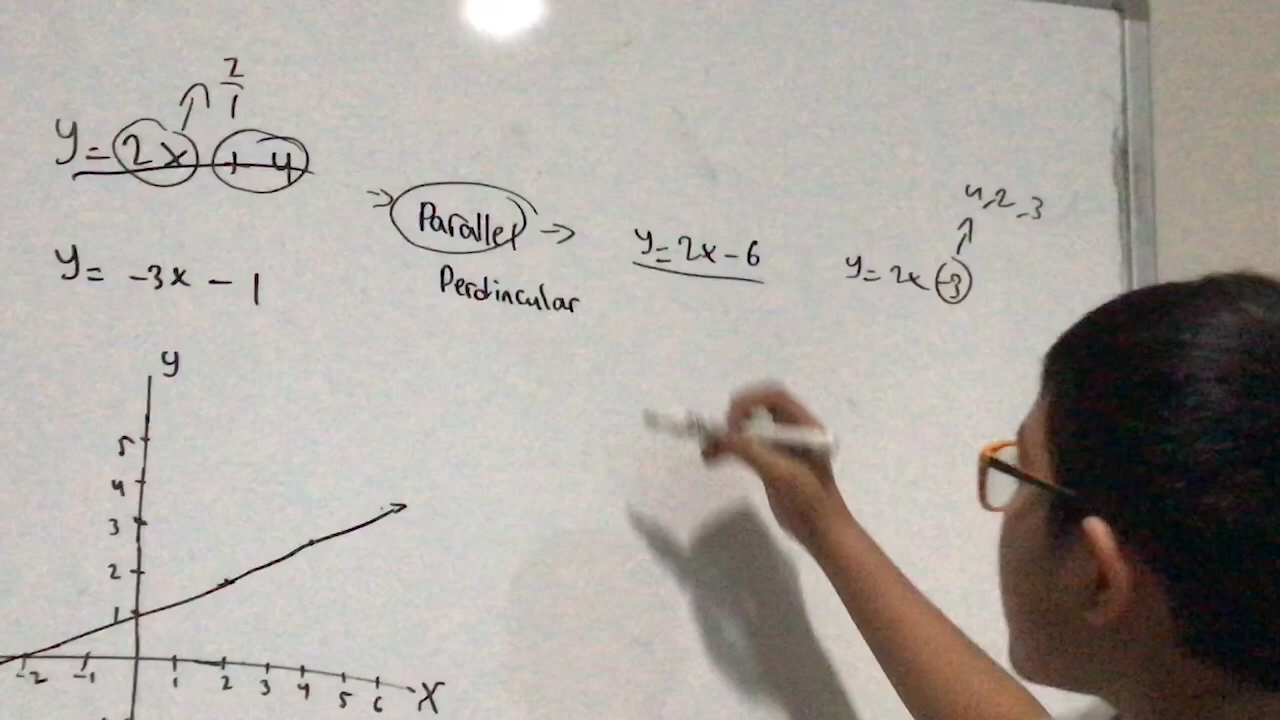 2
1
y = 2x + 4
y = -3x - 1
Parallel
Perdincular
y = 2x - 6
4, 2, -3
y = 2x -3
y
5
4
3
2
1
-2 -1 1 2 3 4 5 6 x